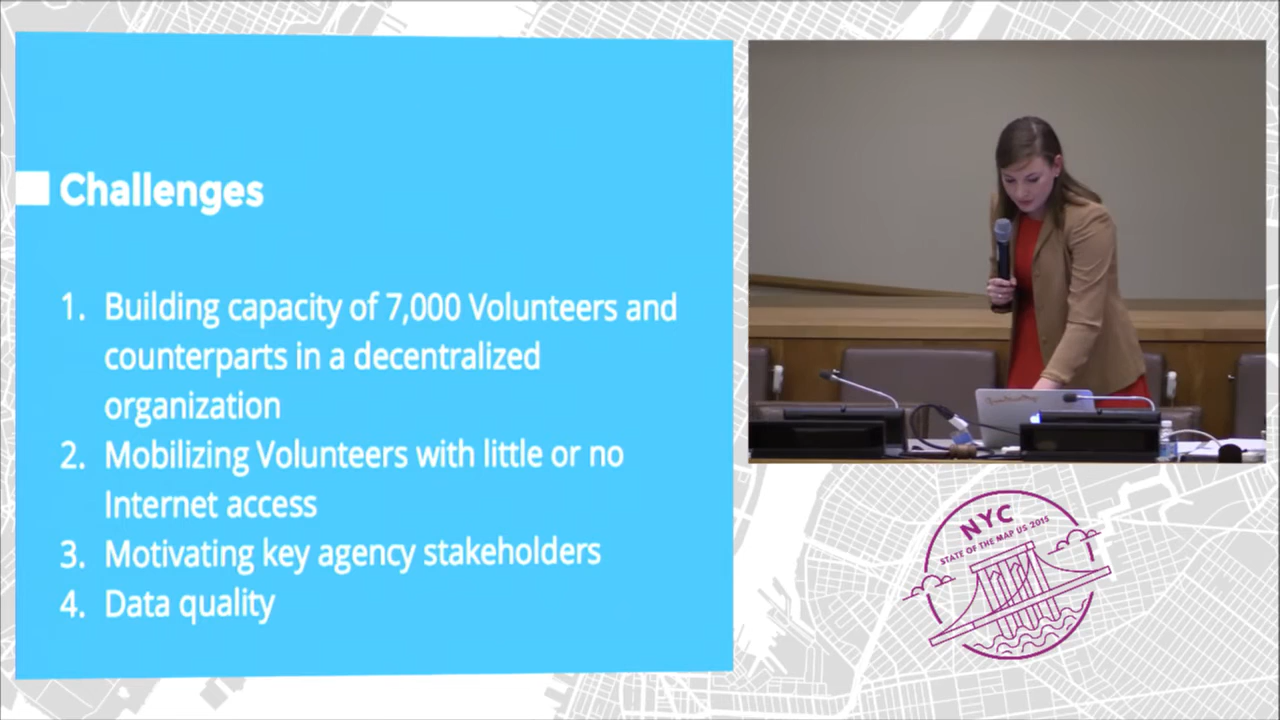 Challenges
1. Building capacity of 7,000 Volunteers and
counterparts in a decentralized
organization
2. Mobilizing Volunteers with little or no
Internet access
3. Motivating key agency stakeholders
4. Data quality
NYC
STATE OF THE MAP US 2015